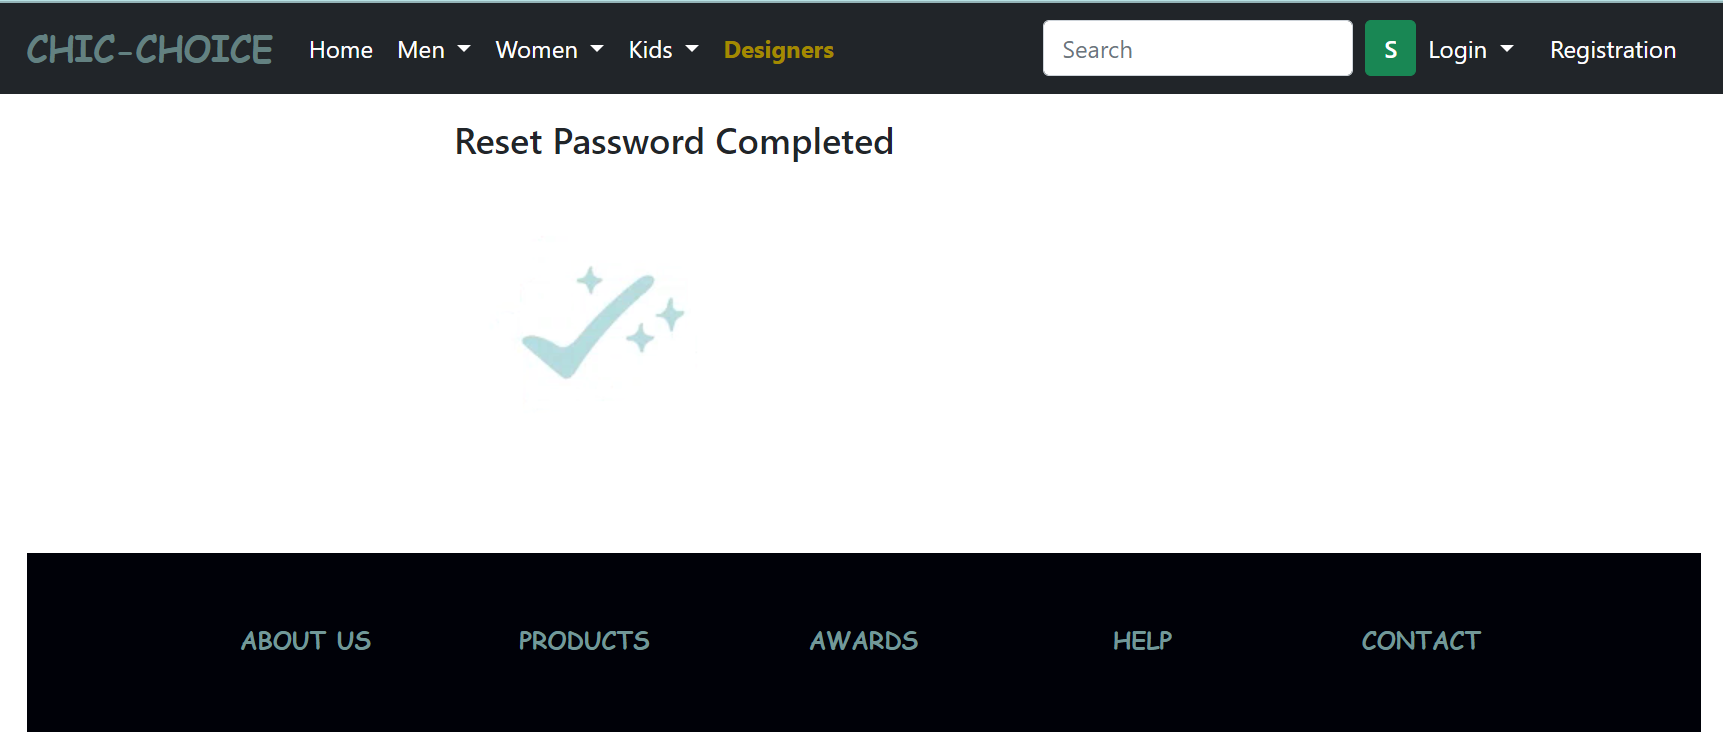 CHIC-CHOICE Home Men Women Kids Designers Search S Login Registration
Reset Password Completed
ABOUT US PRODUCTS AWARDS HELP CONTACT